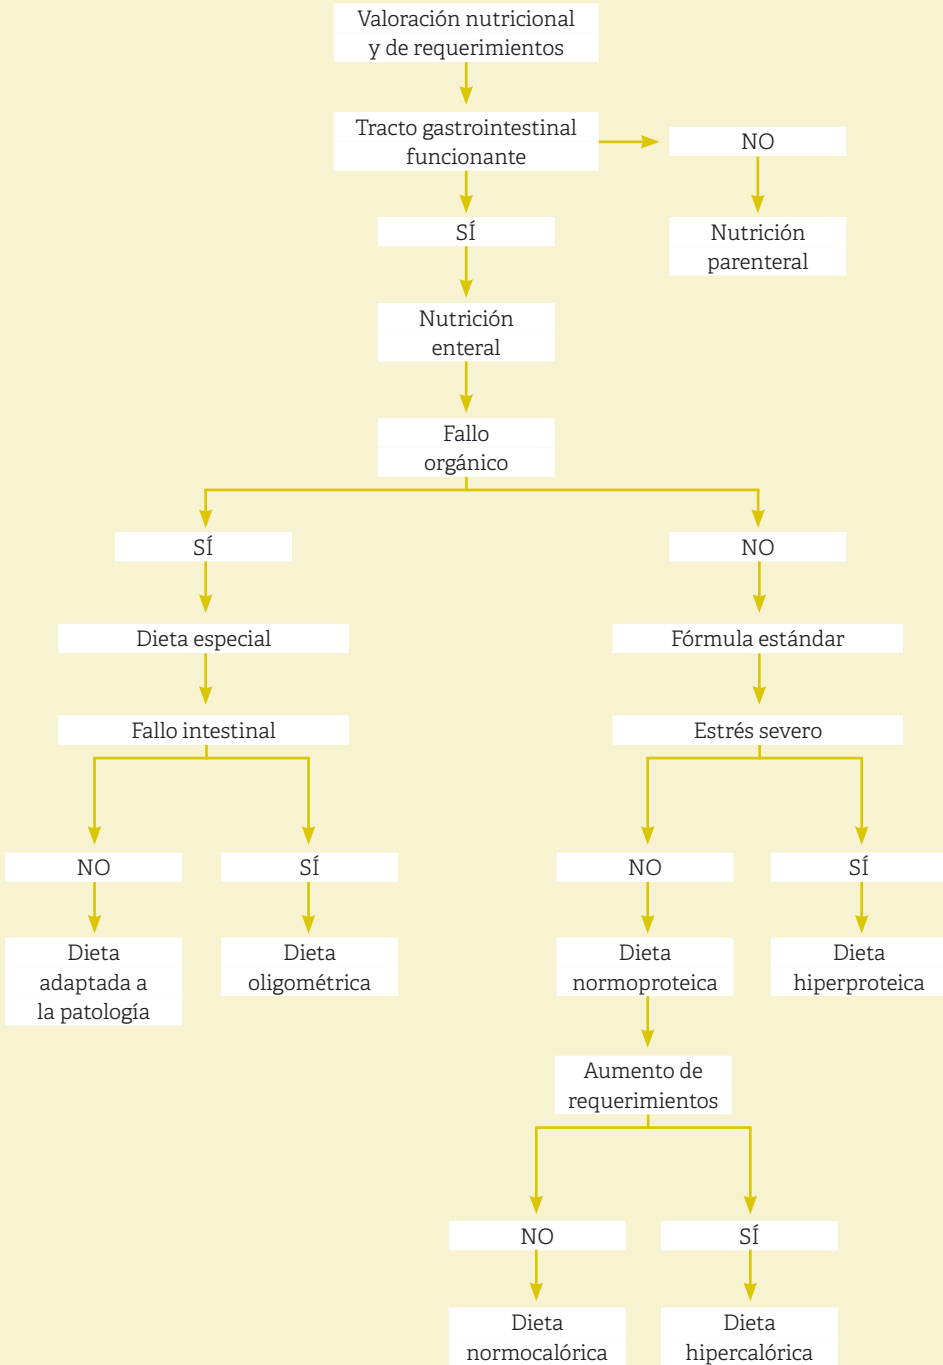 Valoración nutricional
y de requerimientos
Tracto gastrointestinal
funcionante
NO
SÍ
Nutrición
parenteral
Nutrición
enteral
Fallo
orgánico
SÍ
NO
Dieta especial
Fórmula estándar
Fallo intestinal
Estrés severo
NO
SÍ
NO
SÍ
Dieta
adaptada a
la patología
Dieta
oligométrica
Dieta
normoproteica
Dieta
hiperproteica
Aumento de
requerimientos
NO
SÍ
Dieta
normocalórica
Dieta
hipercalórica